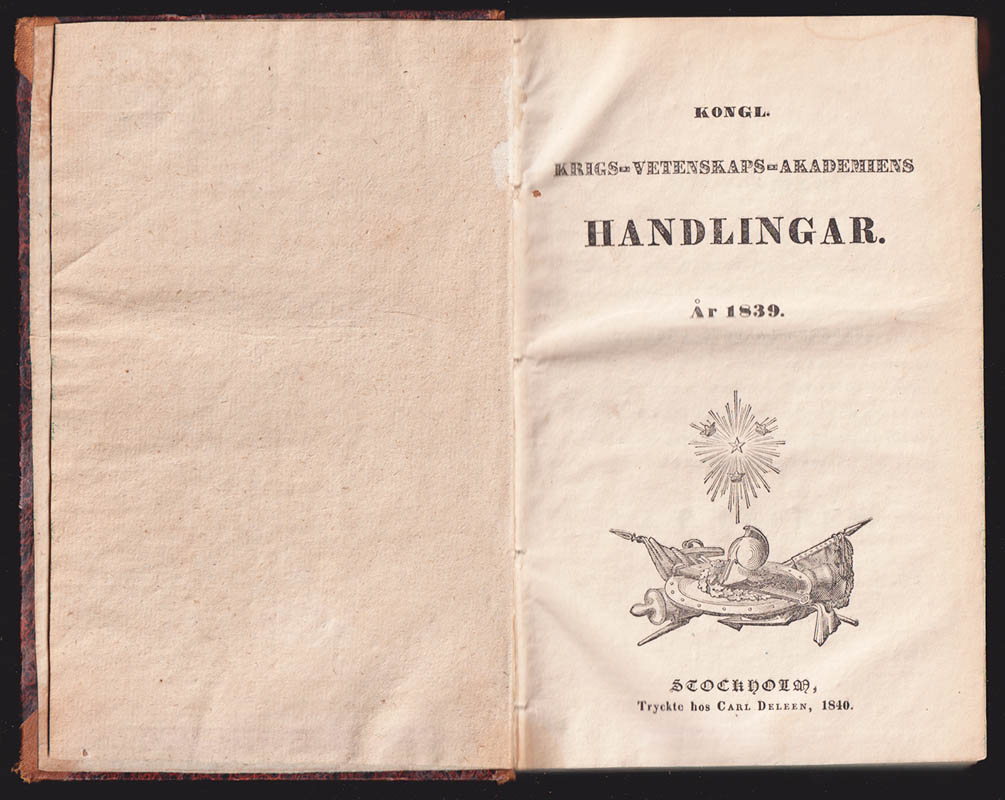 KONGL.
KRIGS-VETENSKAPS-AKADEMIENS
HANDLINGAR.
År 1839.
STOCKHOLM,
Tryckte hos CARL DELEEN, 1840.